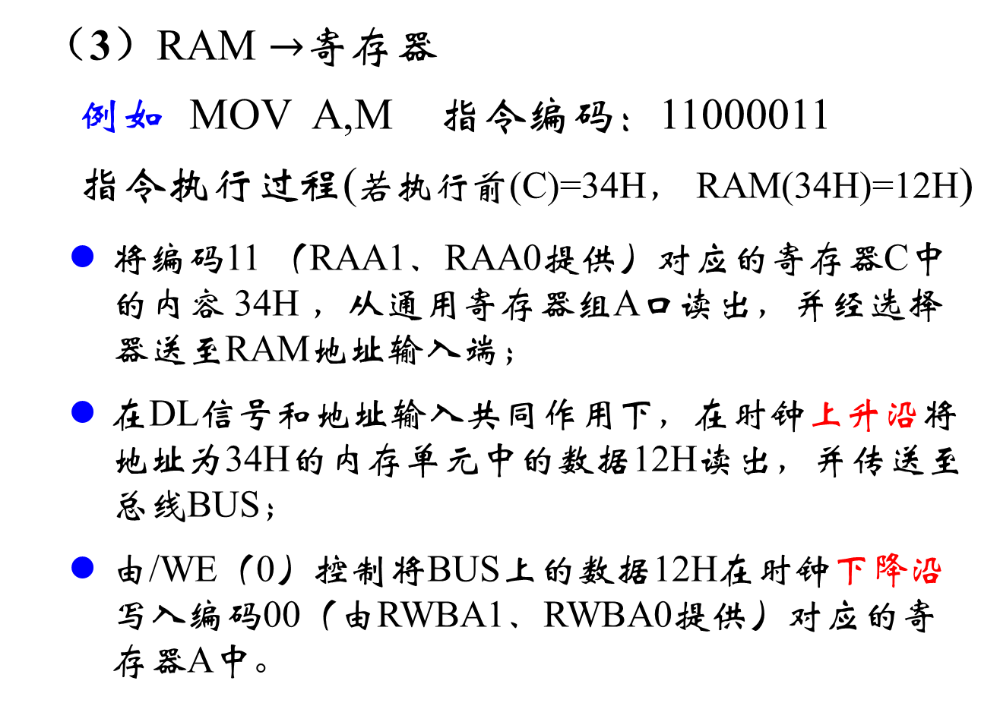 （3）RAM →寄存器
例如 MOV A,M 指令编码：11000011
指令执行过程(若执行前(C)=34H， RAM(34H)=12H)
● 将编码11 （RAA1、RAA0提供）对应的寄存器C中
的内容 34H ，从通用寄存器组A口读出，并经选择
器送至RAM地址输入端；
● 在DL信号和地址输入共同作用下，在时钟上升沿将
地址为34H的内存单元中的数据12H读出，并传送至
总线BUS；
● 由/WE（0）控制将BUS上的数据12H在时钟下降沿
写入编码00（由RWBA1、RWBA0提供）对应的寄
存器A中。